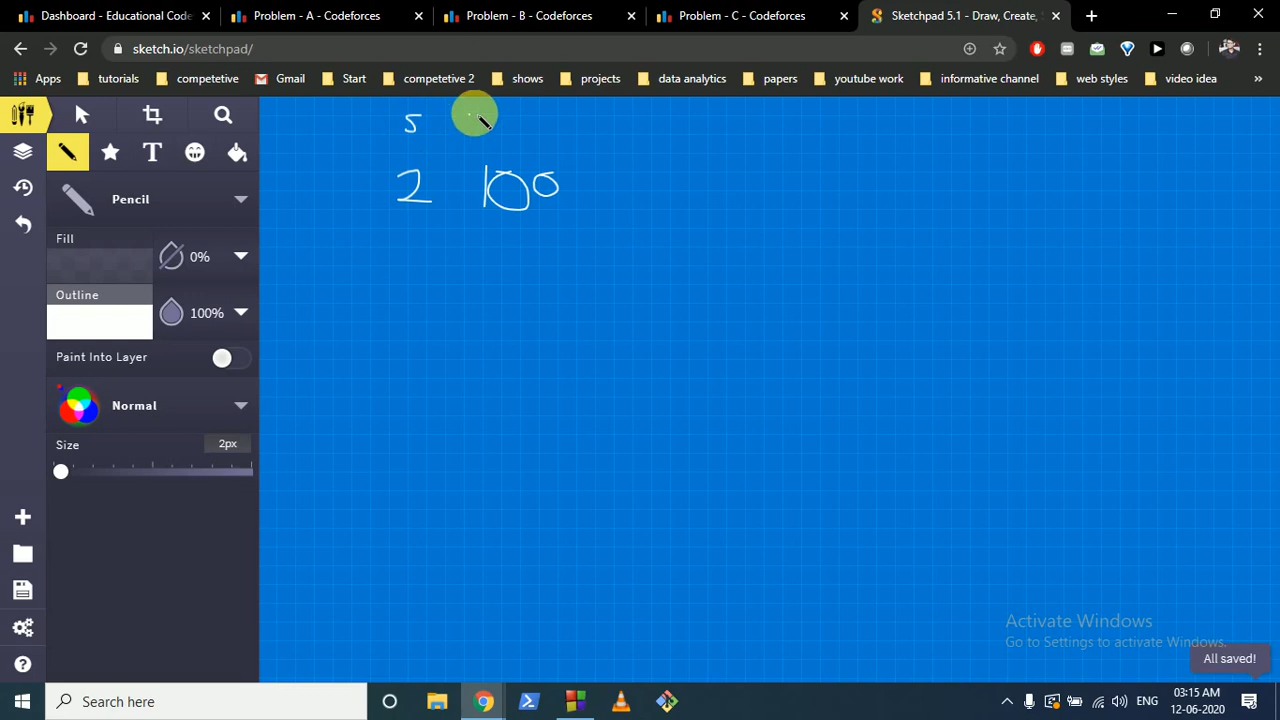 Dashboard - Educational Code
Problem - A - Codeforces
Problem - B - Codeforces
Problem - C - Codeforces
Sketchpad 5.1 - Draw, Create,
sketch.io/sketchpad/
Apps
tutorials
competetive
Gmail
Start
competetive 2
shows
projects
data analytics
papers
youtube work
informative channel
web styles
video idea
»
5
2 100
Pencil
Fill
0%
Outline
100%
Paint Into Layer
Normal
Size
2px
Activate Windows
Go to Settings to activate Windows.
All saved!
Search here
ENG
03:15 AM
12-06-2020